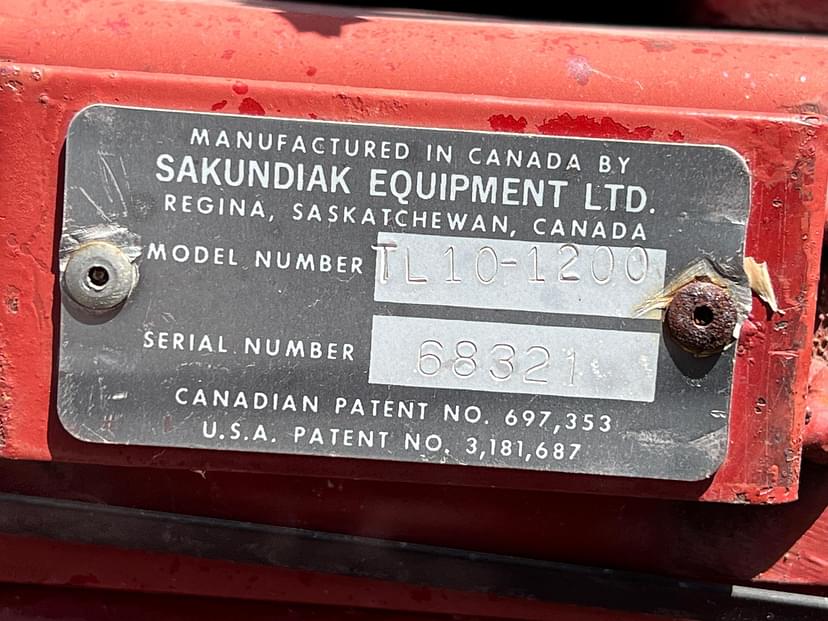 MANUFACTURED IN CANADA BY
SAKUNDIAK EQUIPMENT LTD.
REGINA, SASKATCHEWAN, CANADA
MODEL NUMBER TL10-1200
SERIAL NUMBER 68321
CANADIAN PATENT NO. 697,353
U.S.A. PATENT NO. 3,181,687